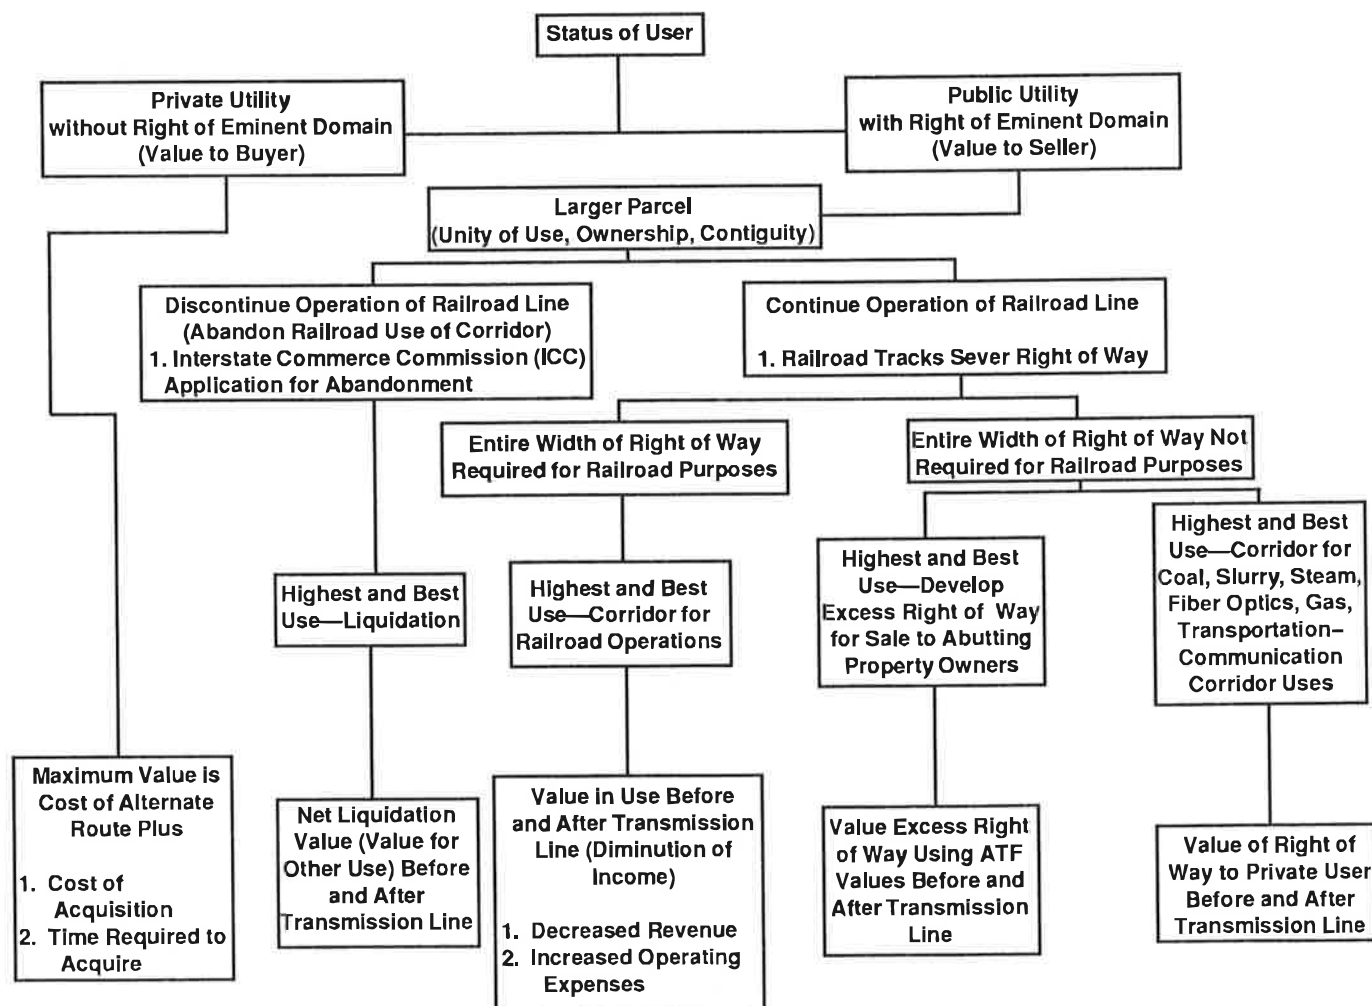 Status of User
Private Utility
without Right of Eminent Domain
(Value to Buyer)
Public Utility
with Right of Eminent Domain
(Value to Seller)
Larger Parcel
(Unity of Use, Ownership, Contiguity)
Discontinue Operation of Railroad Line
(Abandon Railroad Use of Corridor)
1. Interstate Commerce Commission (ICC)
Application for Abandonment
Continue Operation of Railroad Line
1. Railroad Tracks Sever Right of Way
Entire Width of Right of Way
Required for Railroad Purposes
Entire Width of Right of Way Not
Required for Railroad Purposes
Highest and Best
Use—Liquidation
Highest and Best
Use—Corridor for
Railroad Operations
Highest and Best
Use—Develop
Excess Right of Way
for Sale to Abutting
Property Owners
Highest and Best
Use—Corridor for
Coal, Slurry, Steam,
Fiber Optics, Gas,
Transportation–
Communication
Corridor Uses
Maximum Value is
Cost of Alternate
Route Plus
1. Cost of
Acquisition
2. Time Required to
Acquire
Net Liquidation
Value (Value for
Other Use) Before
and After
Transmission Line
Value in Use Before
and After Transmission
Line (Diminution of
Income)
1. Decreased Revenue
2. Increased Operating
Expenses
Value Excess Right
of Way Using ATF
Values Before and
After Transmission
Line
Value of Right of
Way to Private User
Before and After
Transmission Line